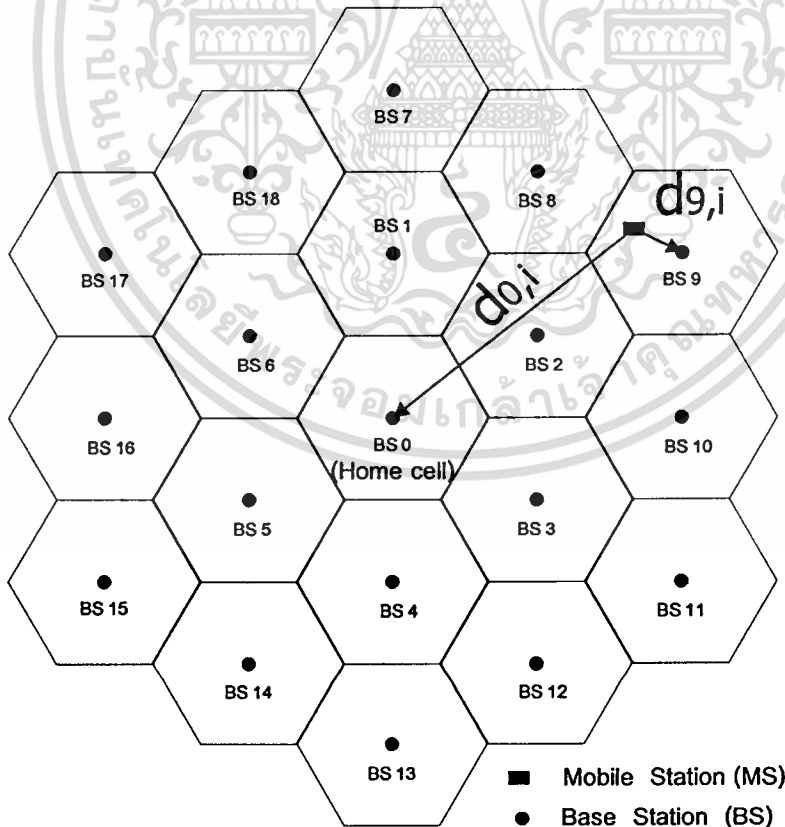 BS 7
BS 18
BS 8
BS 1
d9,i
BS 17
BS 9
d0,i
BS 6
BS 2
BS 16
BS 0
(Home cell)
BS 10
BS 5
BS 3
BS 15
BS 4
BS 11
BS 14
BS 12
BS 13
Mobile Station (MS)
Base Station (BS)